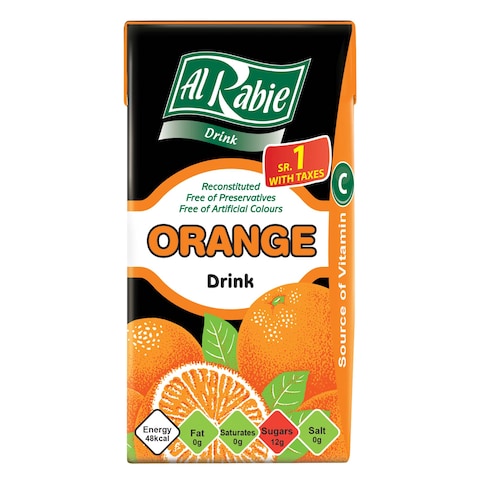 Al Rabie
Drink
SR. 1
WITH TAXES
Reconstituted
Free of Preservatives
Free of Artificial Colours
ORANGE
Drink
C
Source of Vitamin
Energy
48kcal
Fat
0g
Saturates
0g
Sugars
12g
Salt
0g